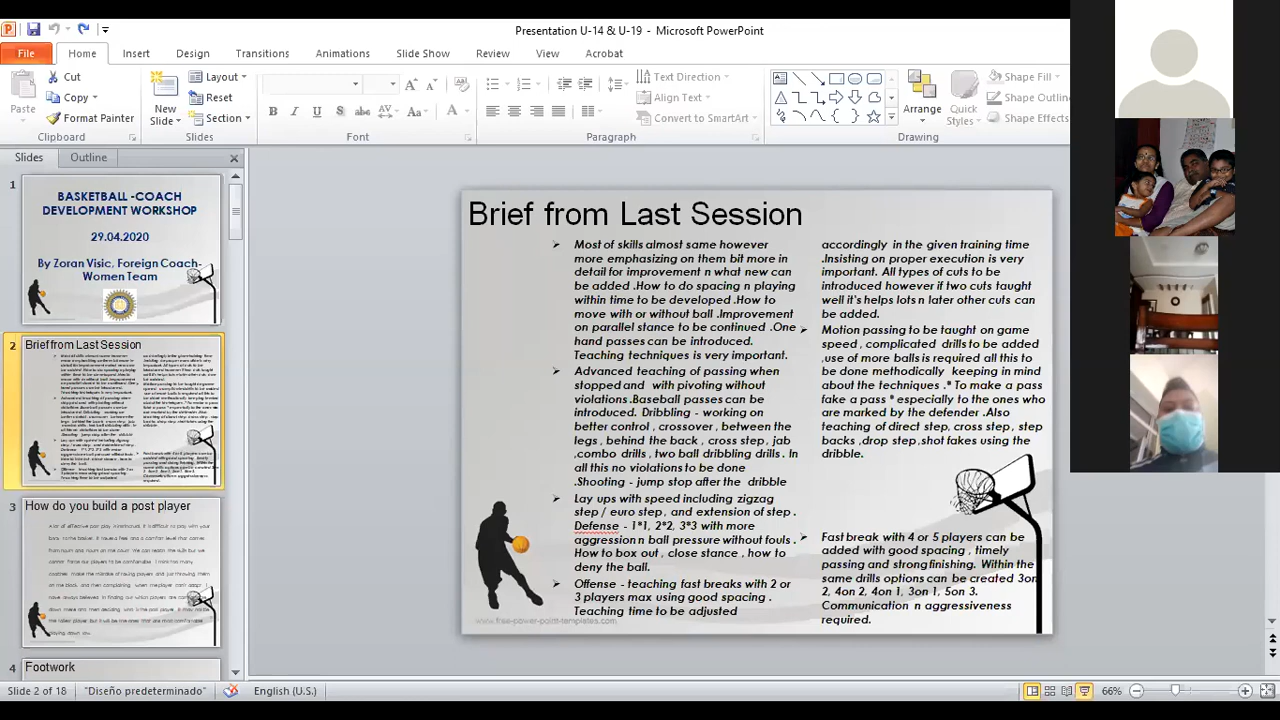 Presentation U-14 & U-19 - Microsoft PowerPoint
File Home Insert Design Transitions Animations Slide Show Review View Acrobat
Paste
Cut
Copy
Format Painter
Clipboard
New
Slide
Layout
Reset
Section
Slides
Font
Paragraph
Text Direction
Align Text
Convert to SmartArt
Arrange
Quick
Styles
Shape Fill
Shape Outlin
Shape Effects
Drawing
Slides Outline
1
BASKETBALL -COACH
DEVELOPMENT WORKSHOP
29.04.2020
By Zoran Visic, Foreign Coach-
Women Team
2
Brief from Last Session
3
How do you build a post player
4
Footwork
Brief from Last Session
Most of skills almost same however
more emphasizing on them bit more in
detail for improvement n what new can
be added .How to do spacing n playing
within time to be developed .How to
move with or without ball .Improvement
on parallel stance to be continued .One
hand passes can be introduced.
Teaching techniques is very important.
Advanced teaching of passing when
stopped and with pivoting without
violations .Baseball passes can be
introduced. Dribbling - working on
better control , crossover , between the
legs , behind the back , cross step , jab
,combo drills , two ball dribbling drills . In
all this no violations to be done
.Shooting - jump stop after the dribble
Lay ups with speed including zigzag
step / euro step , and extension of step .
Defense - 1*1, 2*2, 3*3 with more
aggression n ball pressure without fouls .
How to box out , close stance , how to
deny the ball.
Offense - teaching fast breaks with 2 or
3 players max using good spacing .
Teaching time to be adjusted
accordingly in the given training time
.Insisting on proper execution is very
important. All types of cuts to be
introduced however if two cuts taught
well it's helps lots n later other cuts can
be added.
Motion passing to be taught on game
speed , complicated drills to be added
use of more balls is required all this to
be done methodically keeping in mind
about the techniques ," To make a pass
fake a pass " especially to the ones who
are marked by the defender .Also
teaching of direct step, cross step , step
backs ,drop step ,shot fakes using the
dribble.
Fast break with 4 or 5 players can be
added with good spacing , timely
passing and strong finishing. Within the
same drills options can be created 3on
2, 4on 2, 4on 1, 3on 1, 5on 3.
Communication n aggressiveness
required.
www.free-power-point-templates.com
Slide 2 of 18 "Diseño predeterminado" English (U.S.) 66%